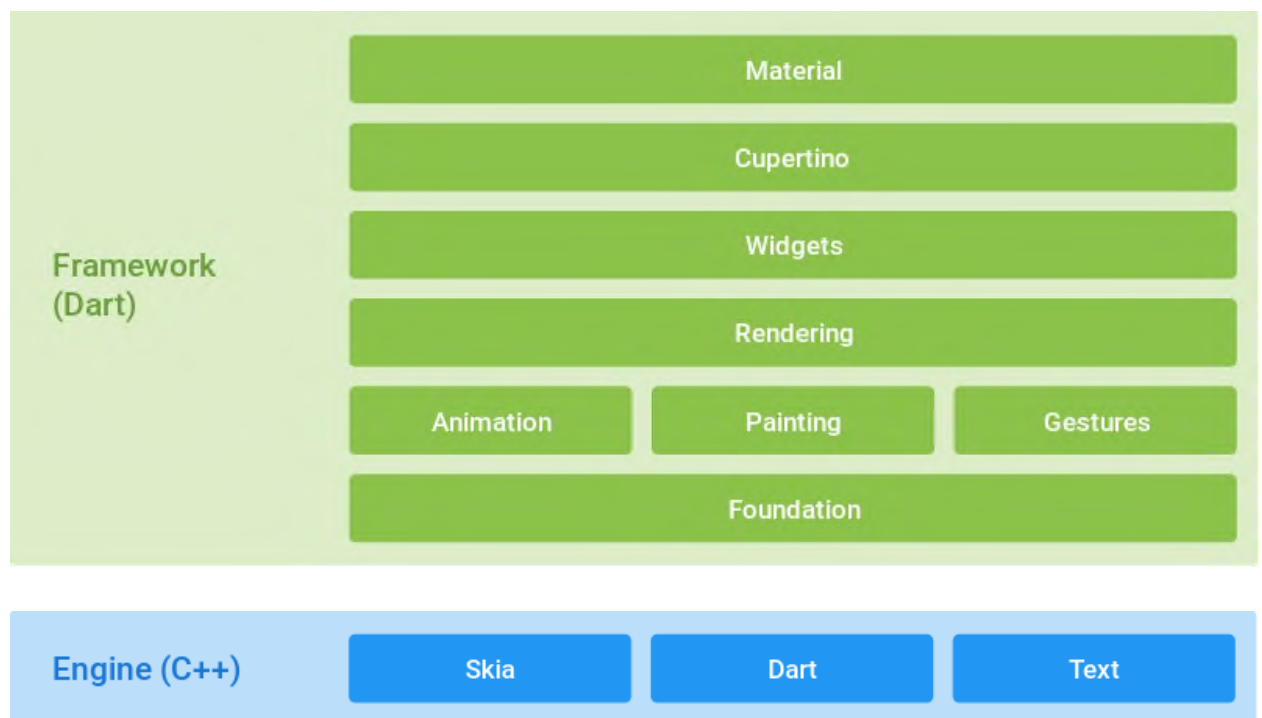 Material
Cupertino
Widgets
Framework
(Dart)
Rendering
Animation Painting Gestures
Foundation
Engine (C++) Skia Dart Text